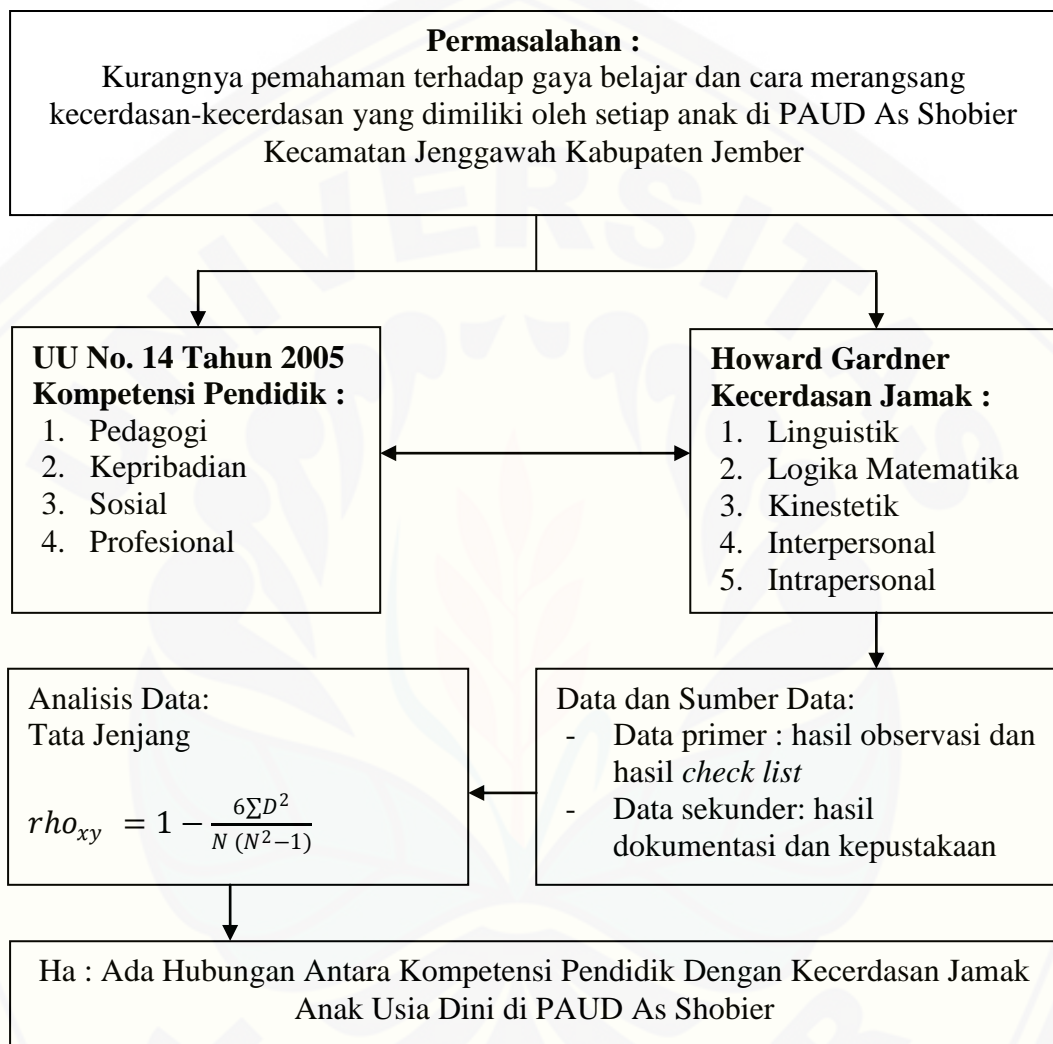 Permasalahan :
Kurangnya pemahaman terhadap gaya belajar dan cara merangsang
kecerdasan-kecerdasan yang dimiliki oleh setiap anak di PAUD As Shobier
Kecamatan Jenggawah Kabupaten Jember
UU No. 14 Tahun 2005
Kompetensi Pendidik :
1. Pedagogi
2. Kepribadian
3. Sosial
4. Profesional
Howard Gardner
Kecerdasan Jamak :
1. Linguistik
2. Logika Matematika
3. Kinestetik
4. Interpersonal
5. Intrapersonal
Data dan Sumber Data:
- Data primer : hasil observasi dan
hasil check list
- Data sekunder: hasil
dokumentasi dan kepustakaan
Analisis Data:
Tata Jenjang
rho_xy = 1 − 6∑D²/N (N²−1)
Ha : Ada Hubungan Antara Kompetensi Pendidik Dengan Kecerdasan Jamak
Anak Usia Dini di PAUD As Shobier